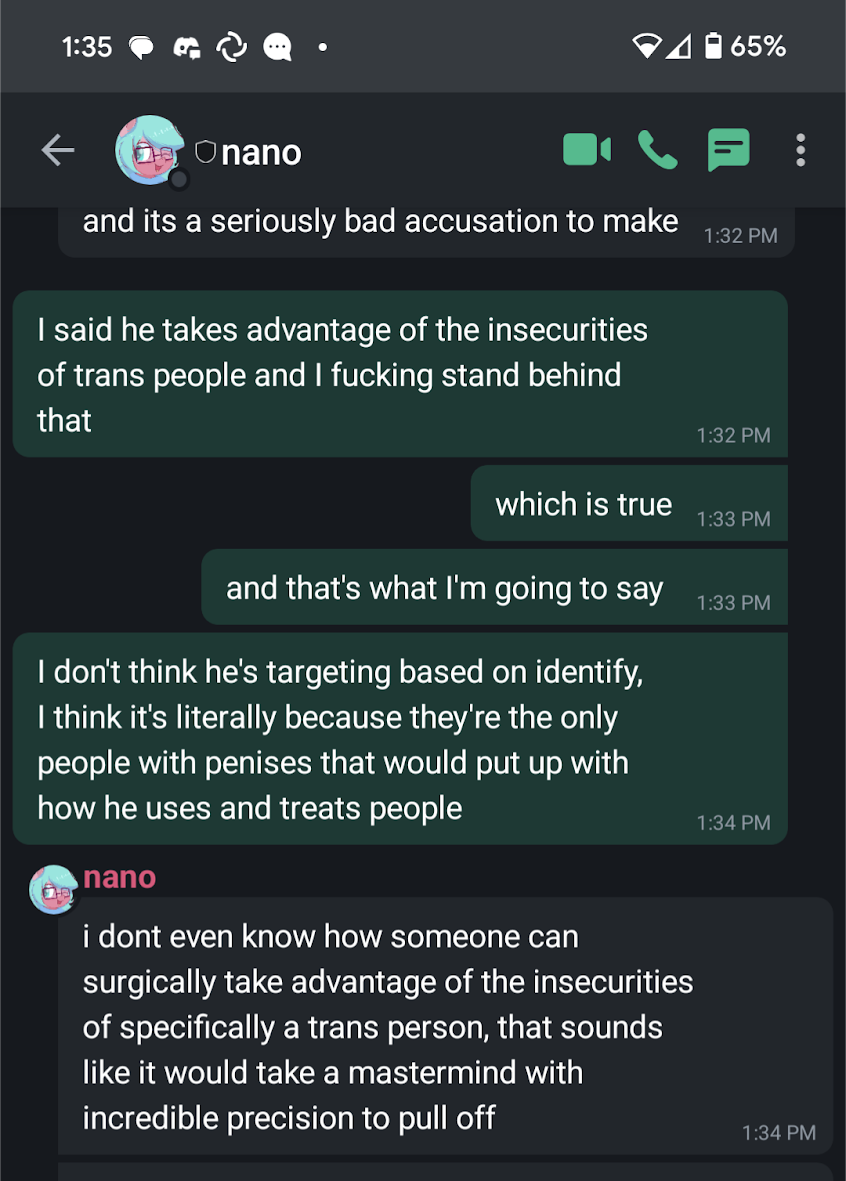 1:35
65%
nano
and its a seriously bad accusation to make
1:32 PM
I said he takes advantage of the insecurities
of trans people and I fucking stand behind
that
1:32 PM
which is true
1:33 PM
and that's what I'm going to say
1:33 PM
I don't think he's targeting based on identify,
I think it's literally because they're the only
people with penises that would put up with
how he uses and treats people
1:34 PM
nano
i dont even know how someone can
surgically take advantage of the insecurities
of specifically a trans person, that sounds
like it would take a mastermind with
incredible precision to pull off
1:34 PM